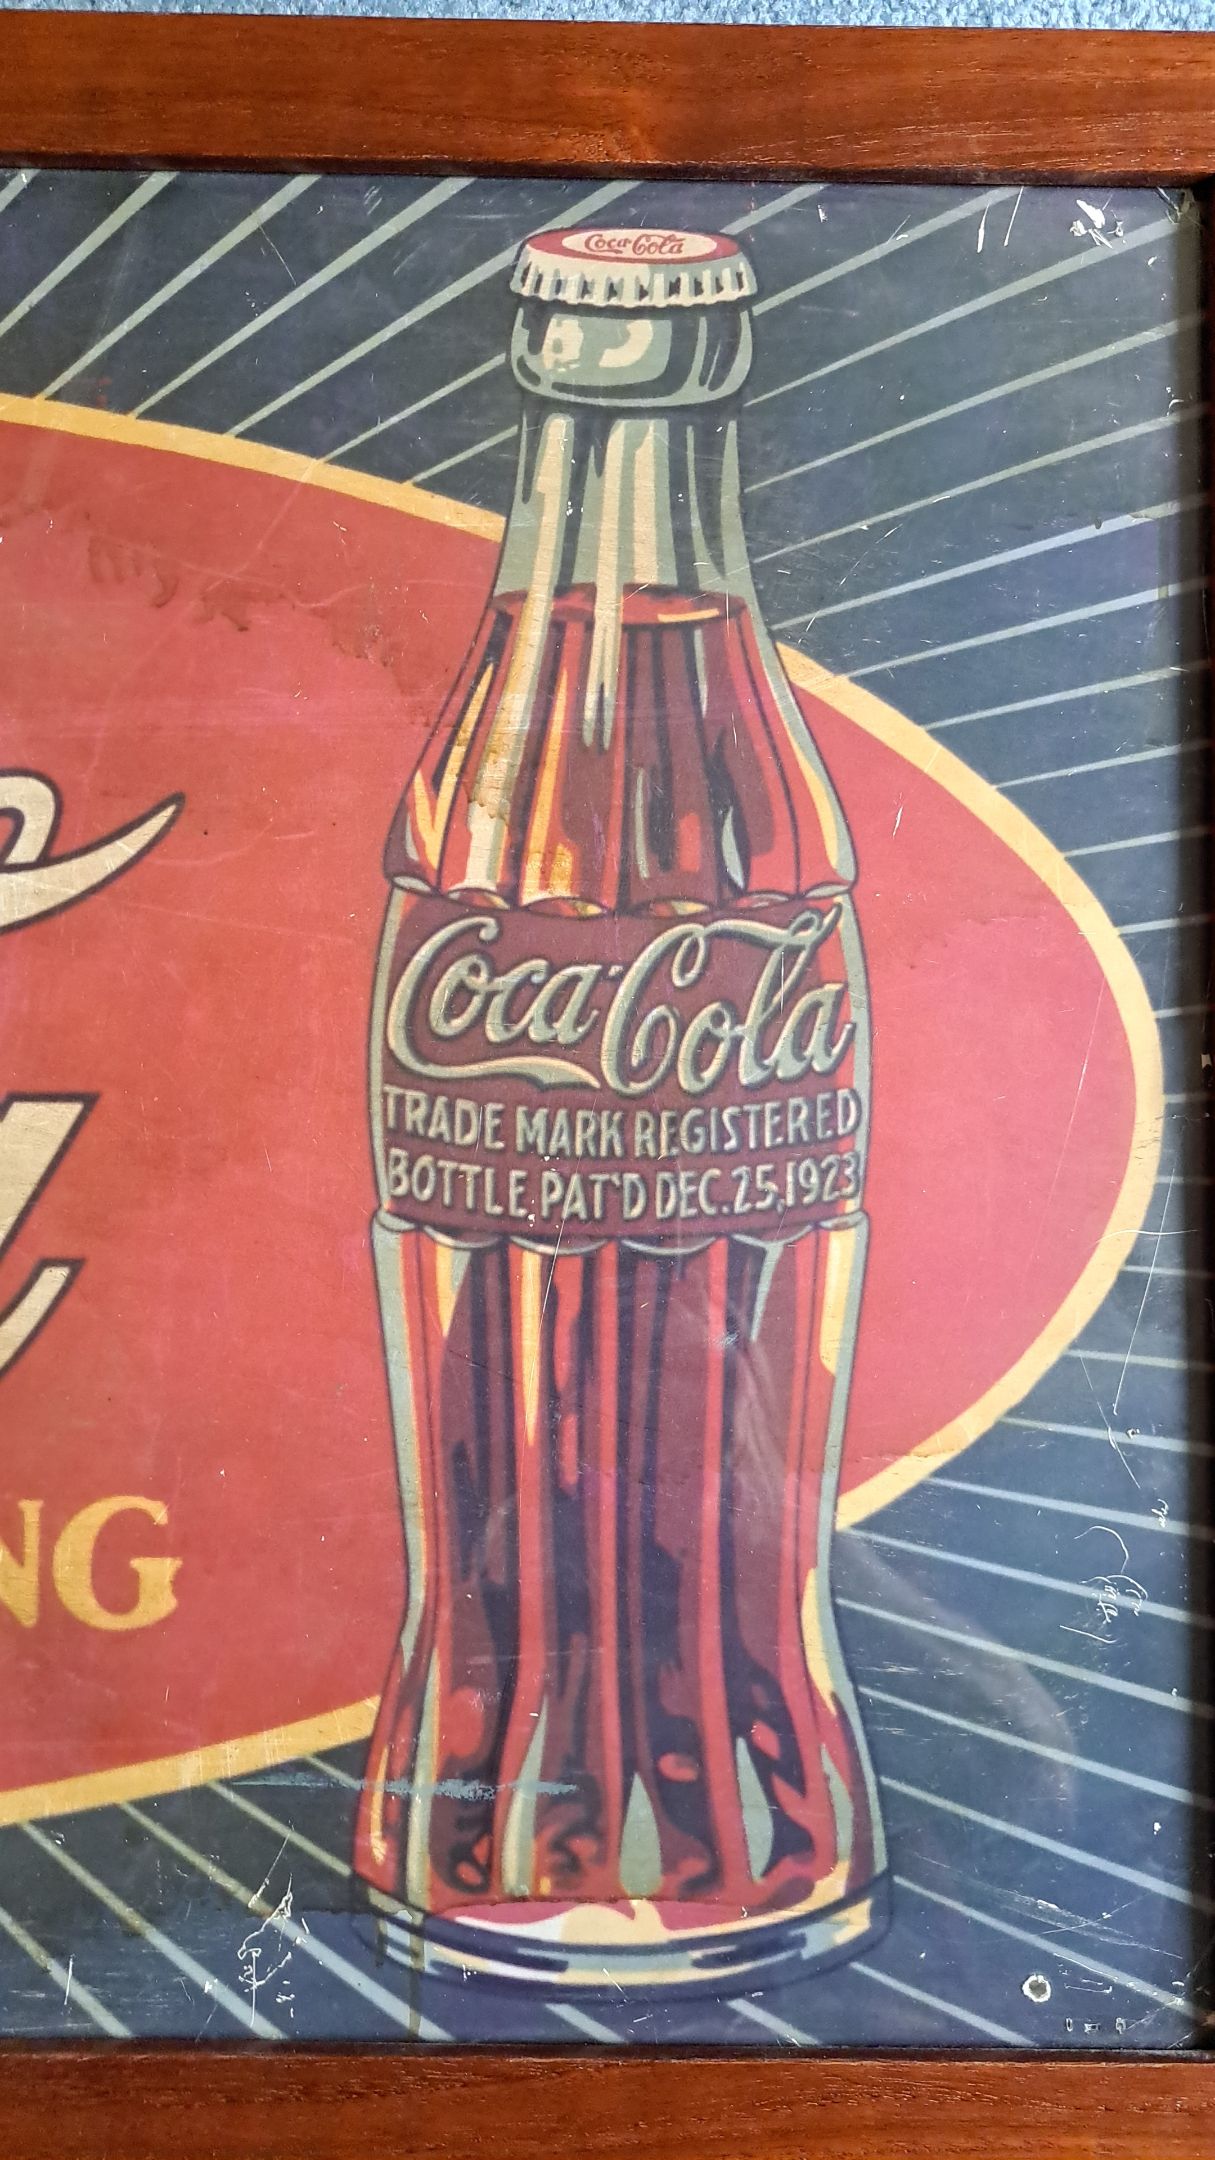 Coca-Cola
Coca-Cola
TRADE MARK REGISTERED
BOTTLE PAT'D DEC. 25, 1923
NG